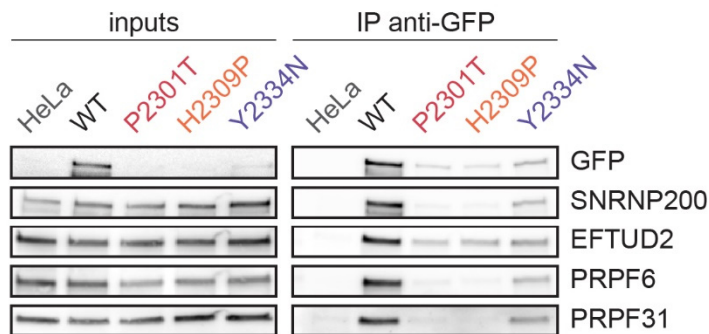 inputs IP anti-GFP
HeLa WT P2301T H2309P Y2334N HeLa WT P2301T H2309P Y2334N
GFP
SNRNP200
EFTUD2
PRPF6
PRPF31